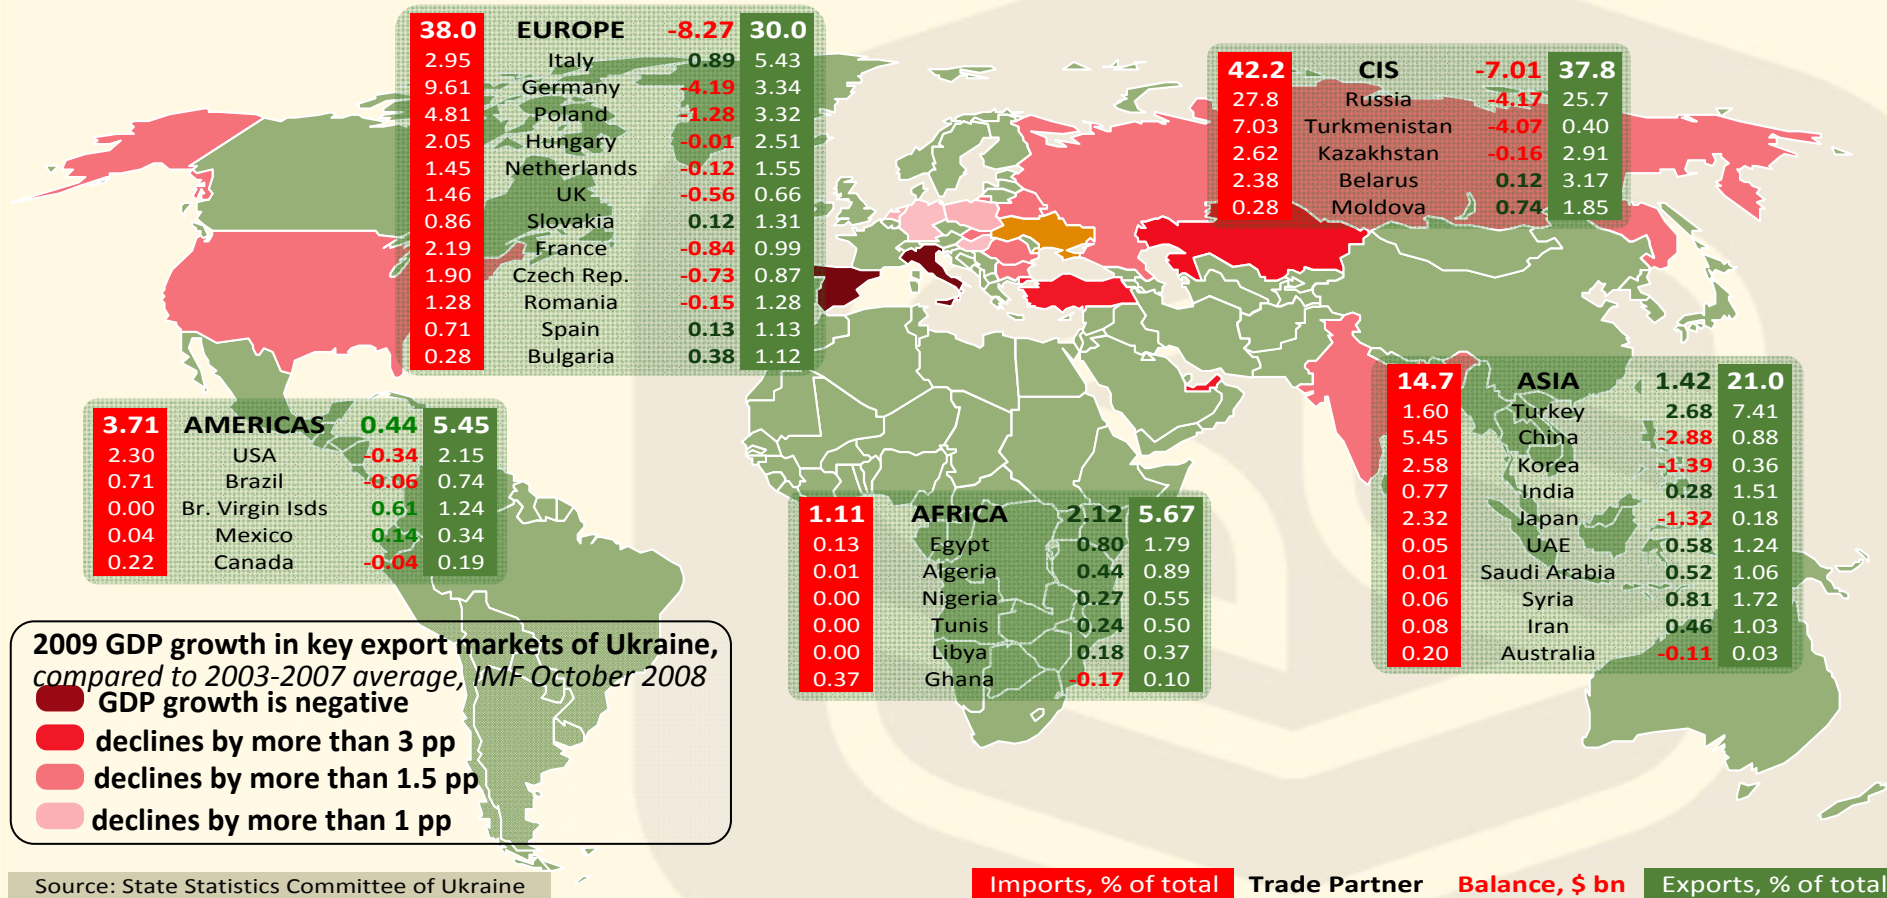 38.0 EUROPE -8.27 30.0
2.95 Italy 0.89 5.43
9.61 Germany -4.19 3.34
4.81 Poland -1.28 3.32
2.05 Hungary -0.01 2.51
1.45 Netherlands -0.12 1.55
1.46 UK -0.56 0.66
0.86 Slovakia 0.12 1.31
2.19 France -0.84 0.99
1.90 Czech Rep. -0.73 0.87
1.28 Romania -0.15 1.28
0.71 Spain 0.13 1.13
0.28 Bulgaria 0.38 1.12
42.2 CIS -7.01 37.8
27.8 Russia -4.17 25.7
7.03 Turkmenistan -4.07 0.40
2.62 Kazakhstan -0.16 2.91
2.38 Belarus 0.12 3.17
0.28 Moldova 0.74 1.85
14.7 ASIA 1.42 21.0
1.60 Turkey 2.68 7.41
5.45 China -2.88 0.88
2.58 Korea -1.39 0.36
0.77 India 0.28 1.51
2.32 Japan -1.32 0.18
0.05 UAE 0.58 1.24
0.01 Saudi Arabia 0.52 1.06
0.06 Syria 0.81 1.72
0.08 Iran 0.46 1.03
0.20 Australia -0.11 0.03
3.71 AMERICAS 0.44 5.45
2.30 USA -0.34 2.15
0.71 Brazil -0.06 0.74
0.00 Br. Virgin Isds 0.61 1.24
0.04 Mexico 0.14 0.34
0.22 Canada -0.04 0.19
1.11 AFRICA 2.12 5.67
0.13 Egypt 0.80 1.79
0.01 Algeria 0.44 0.89
0.00 Nigeria 0.27 0.55
0.00 Tunis 0.24 0.50
0.00 Libya 0.18 0.37
0.37 Ghana -0.17 0.10
2009 GDP growth in key export markets of Ukraine,
compared to 2003-2007 average, IMF October 2008
GDP growth is negative
declines by more than 3 pp
declines by more than 1.5 pp
declines by more than 1 pp
Source: State Statistics Committee of Ukraine
Imports, % of total Trade Partner Balance, $ bn Exports, % of total